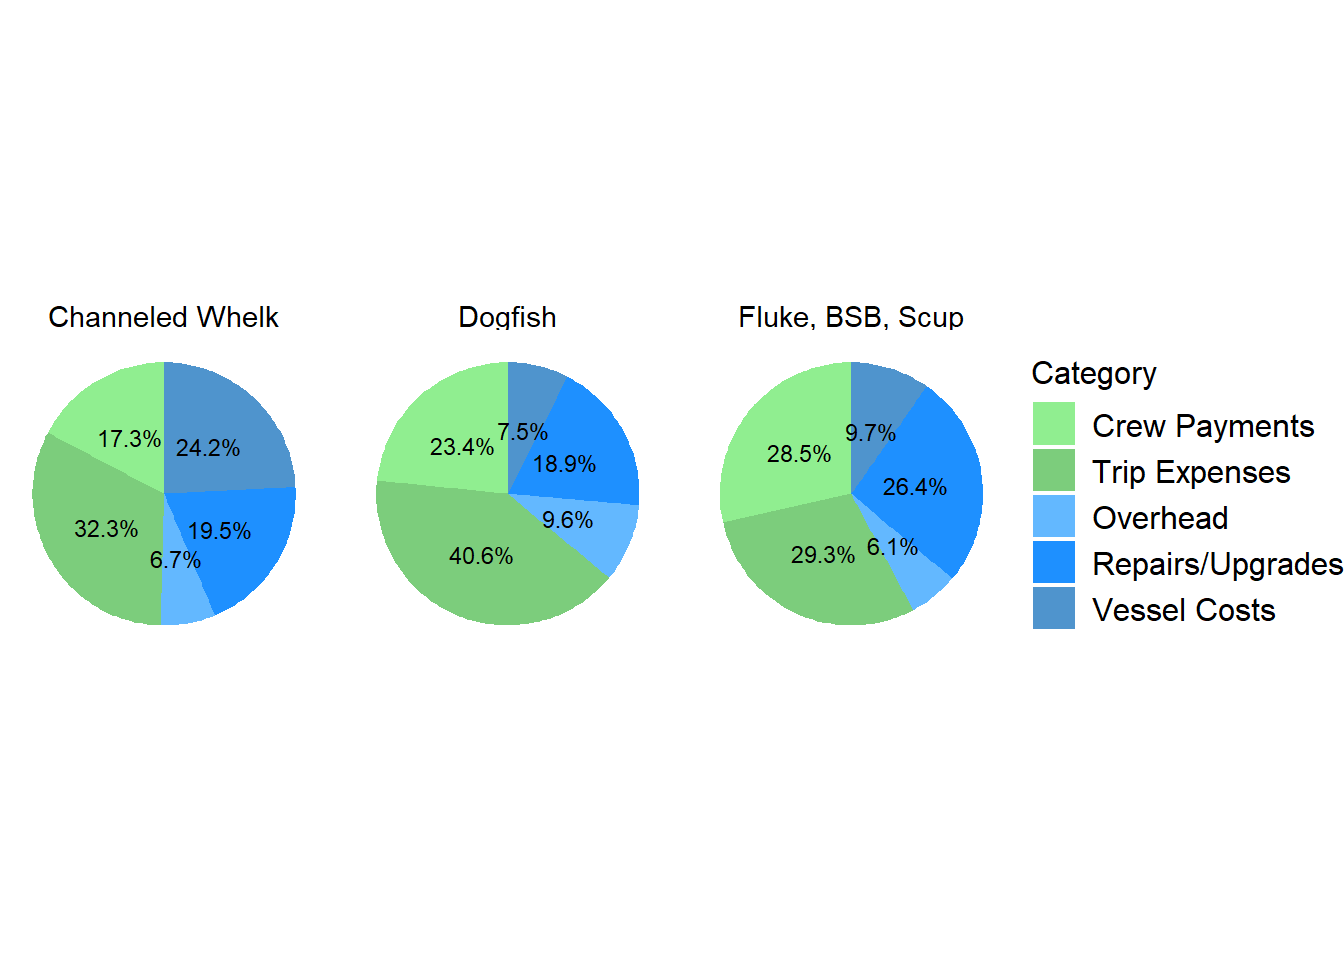 Channeled Whelk
17.3%
24.2%
32.3%
19.5%
6.7%
Dogfish
7.5%
23.4%
18.9%
9.6%
40.6%
Fluke, BSB, Scup
9.7%
28.5%
26.4%
6.1%
29.3%
Category
Crew Payments
Trip Expenses
Overhead
Repairs/Upgrades
Vessel Costs